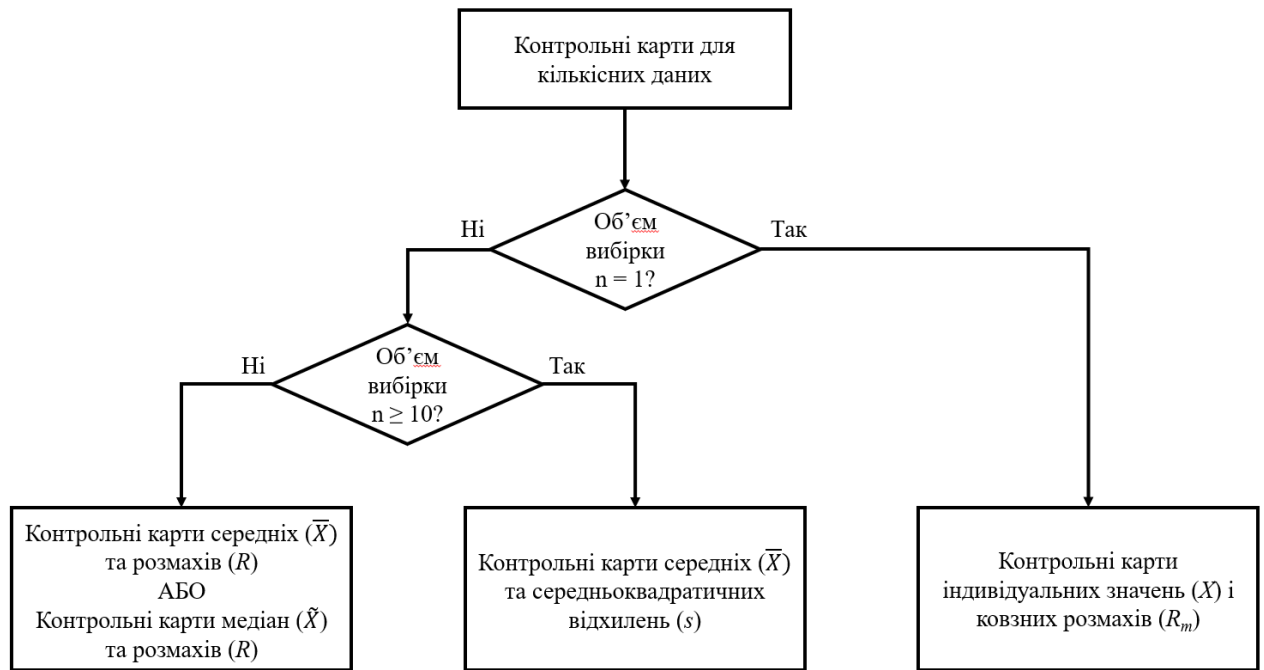 Контрольні карти для
кількісних даних
Об’єм
вибірки
n = 1?
Ні
Так
Об’єм
вибірки
n ≥ 10?
Ні
Так
Контрольні карти середніх (X̅)
та розмахів (R)
АБО
Контрольні карти медіан (X̃)
та розмахів (R)
Контрольні карти середніх (X̅)
та середньоквадратичних
відхилень (s)
Контрольні карти
індивідуальних значень (X) і
ковзних розмахів (Rₘ)